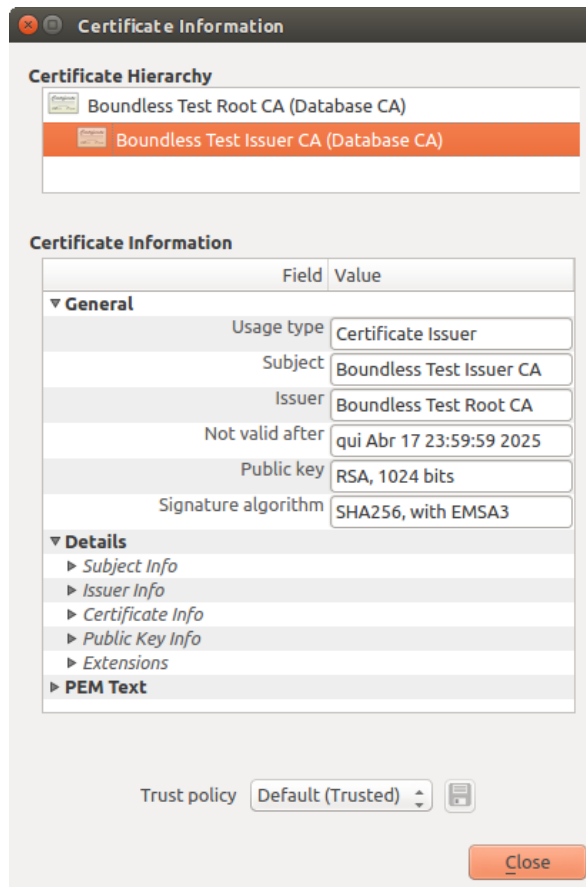 Certificate Information
Certificate Hierarchy
Boundless Test Root CA (Database CA)
Boundless Test Issuer CA (Database CA)
Certificate Information
Field Value
General
Usage type Certificate Issuer
Subject Boundless Test Issuer CA
Issuer Boundless Test Root CA
Not valid after qui Abr 17 23:59:59 2025
Public key RSA, 1024 bits
Signature algorithm SHA256, with EMSA3
Details
Subject Info
Issuer Info
Certificate Info
Public Key Info
Extensions
PEM Text
Trust policy Default (Trusted)
Close